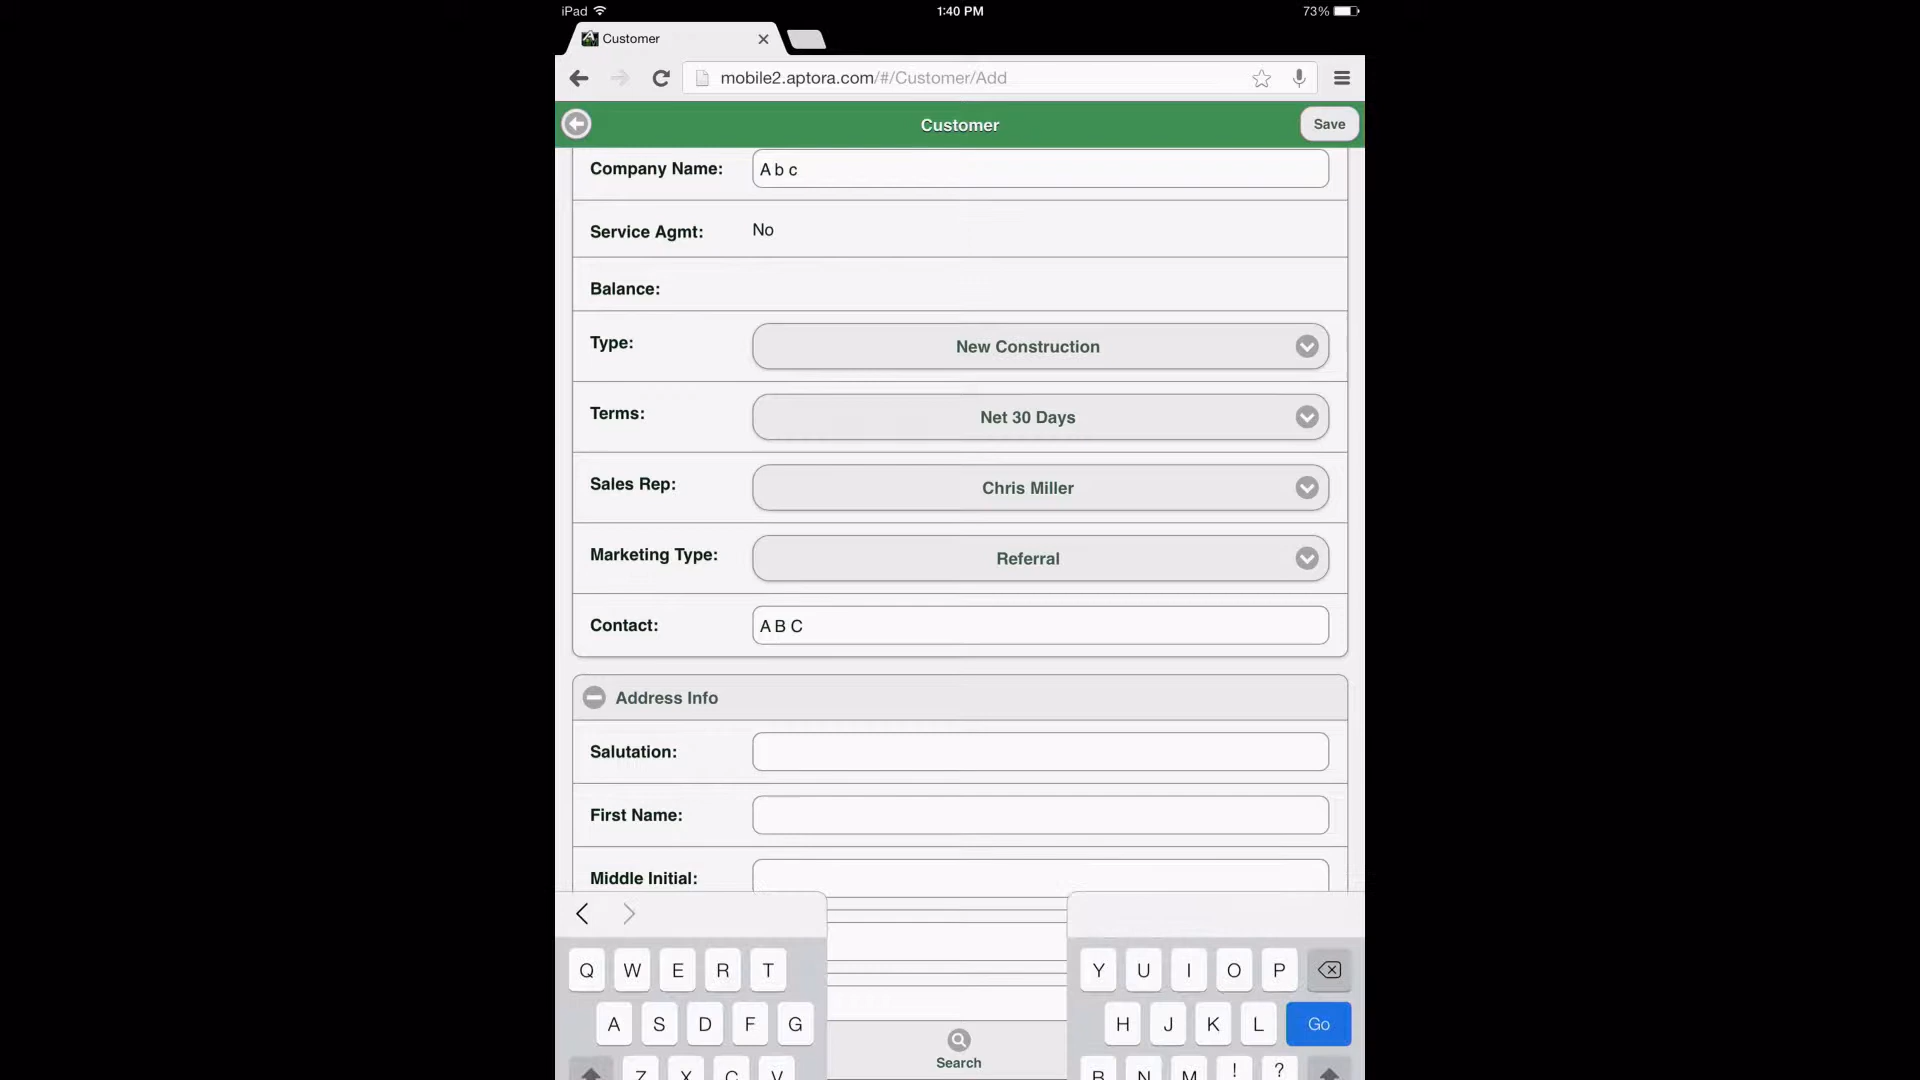 iPad 1:40 PM 73%
Customer
mobile2.aptora.com/#/Customer/Add
Customer Save
Company Name: A b c
Service Agmt: No
Balance:
Type: New Construction
Terms: Net 30 Days
Sales Rep: Chris Miller
Marketing Type: Referral
Contact: A B C
Address Info
Salutation:
First Name:
Middle Initial:
Q W E R T Y U I O P
A S D F G H J K L Go
Z X C V B N M ! ?
Search